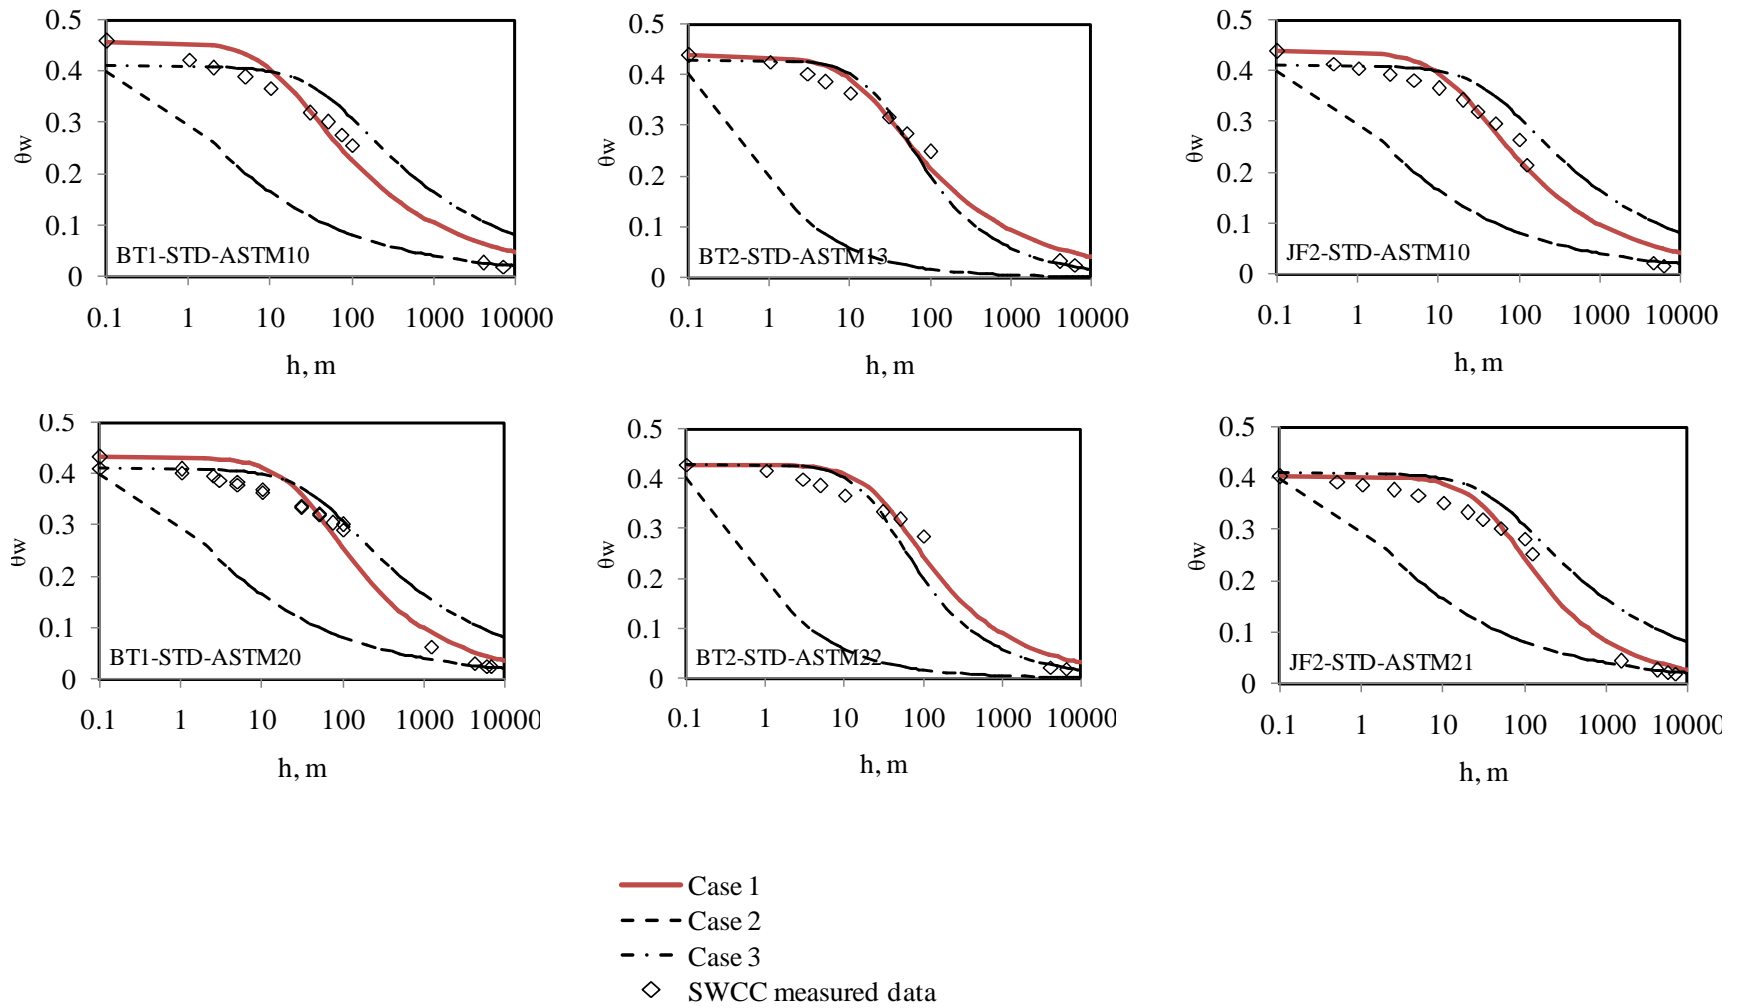 0.5
0.4
0.3
0.2
0.1
0
θw
BT1-STD-ASTM10
0.1 1 10 100 1000 10000
h, m
0.5
0.4
0.3
0.2
0.1
0
θw
BT2-STD-ASTM13
0.1 1 10 100 1000 10000
h, m
0.5
0.4
0.3
0.2
0.1
0
θw
JF2-STD-ASTM10
0.1 1 10 100 1000 10000
h, m
0.5
0.4
0.3
0.2
0.1
0
θw
BT1-STD-ASTM20
0.1 1 10 100 1000 10000
h, m
0.5
0.4
0.3
0.2
0.1
0
θw
BT2-STD-ASTM22
0.1 1 10 100 1000 10000
h, m
0.5
0.4
0.3
0.2
0.1
0
θw
JF2-STD-ASTM21
0.1 1 10 100 1000 10000
h, m
Case 1
Case 2
Case 3
SWCC measured data